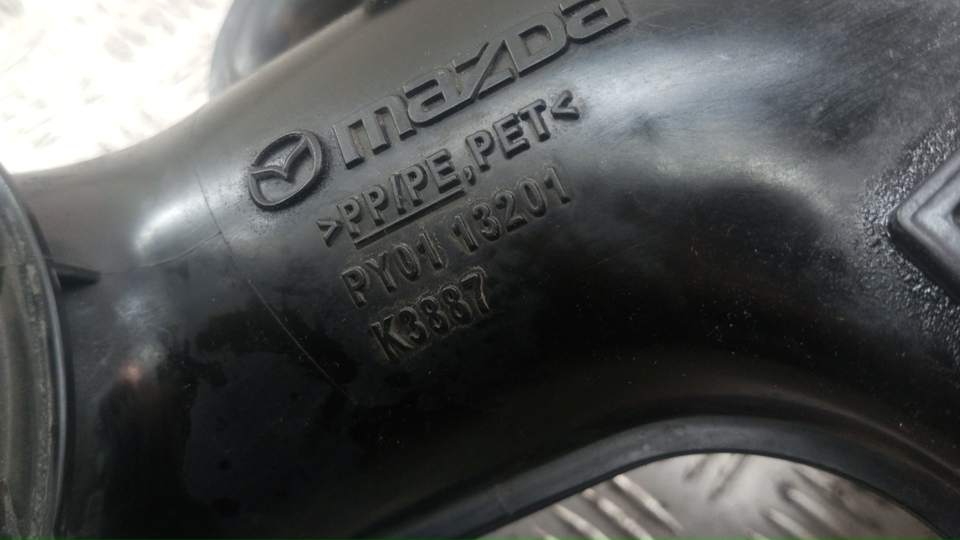 mazDa
>PP/PE,PET<
PY01 13201
K3887